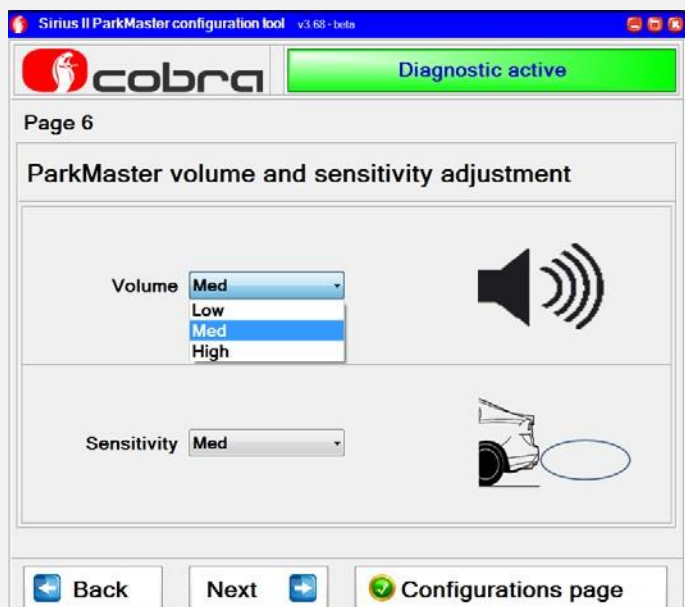 Sirius II ParkMaster configuration tool v3.68 - beta
cobra
Diagnostic active
Page 6
ParkMaster volume and sensitivity adjustment
Volume Med
Low
Med
High
Sensitivity Med
Back Next Configurations page